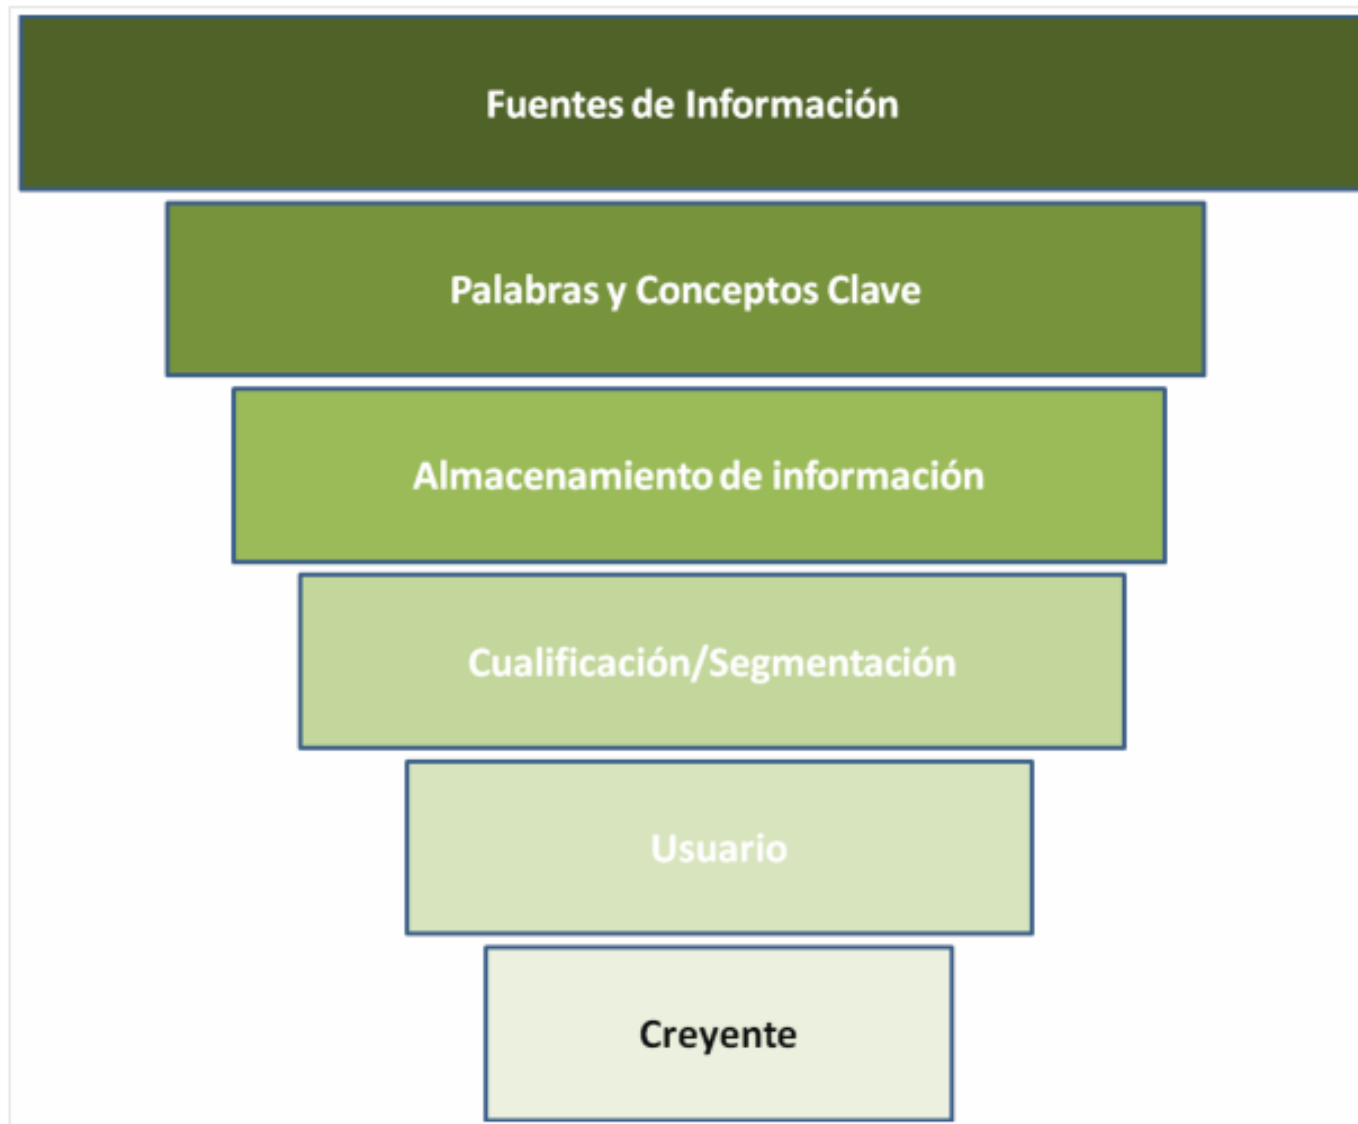 Fuentes de Información
Palabras y Conceptos Clave
Almacenamiento de información
Cualificación/Segmentación
Usuario
Creyente